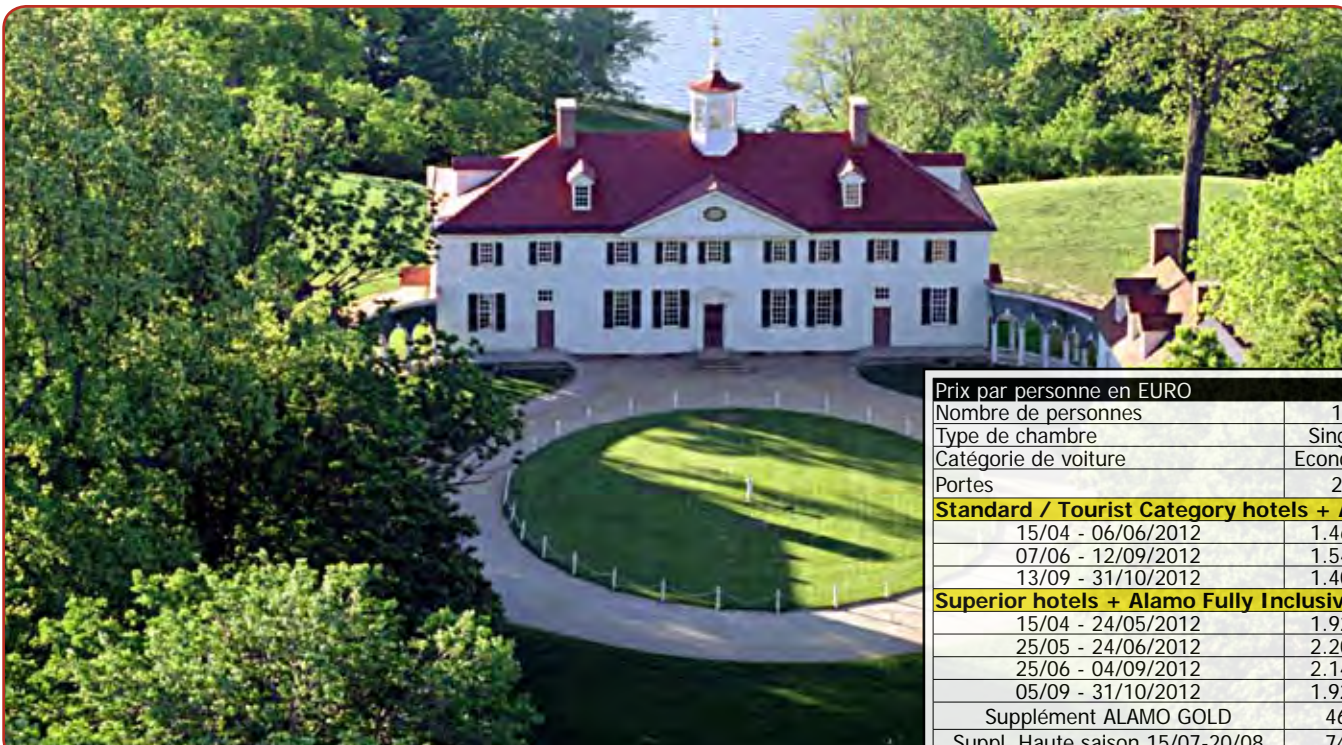 Prix par personne en EURO
Nombre de personnes 1
Type de chambre
Catégorie de voiture
Portes 2
Standard / Tourist Category hotels +
15/04 - 06/06/2012
07/06 - 12/09/2012
13/09 - 31/10/2012
Superior hotels + Alamo Fully
15/04 - 24/05/2012
25/05 - 24/06/2012
25/06 - 04/09/2012
05/09 - 31/10/2012
Supplément ALAMO GOLD
Suppl. Haute saison 15/07-20/08